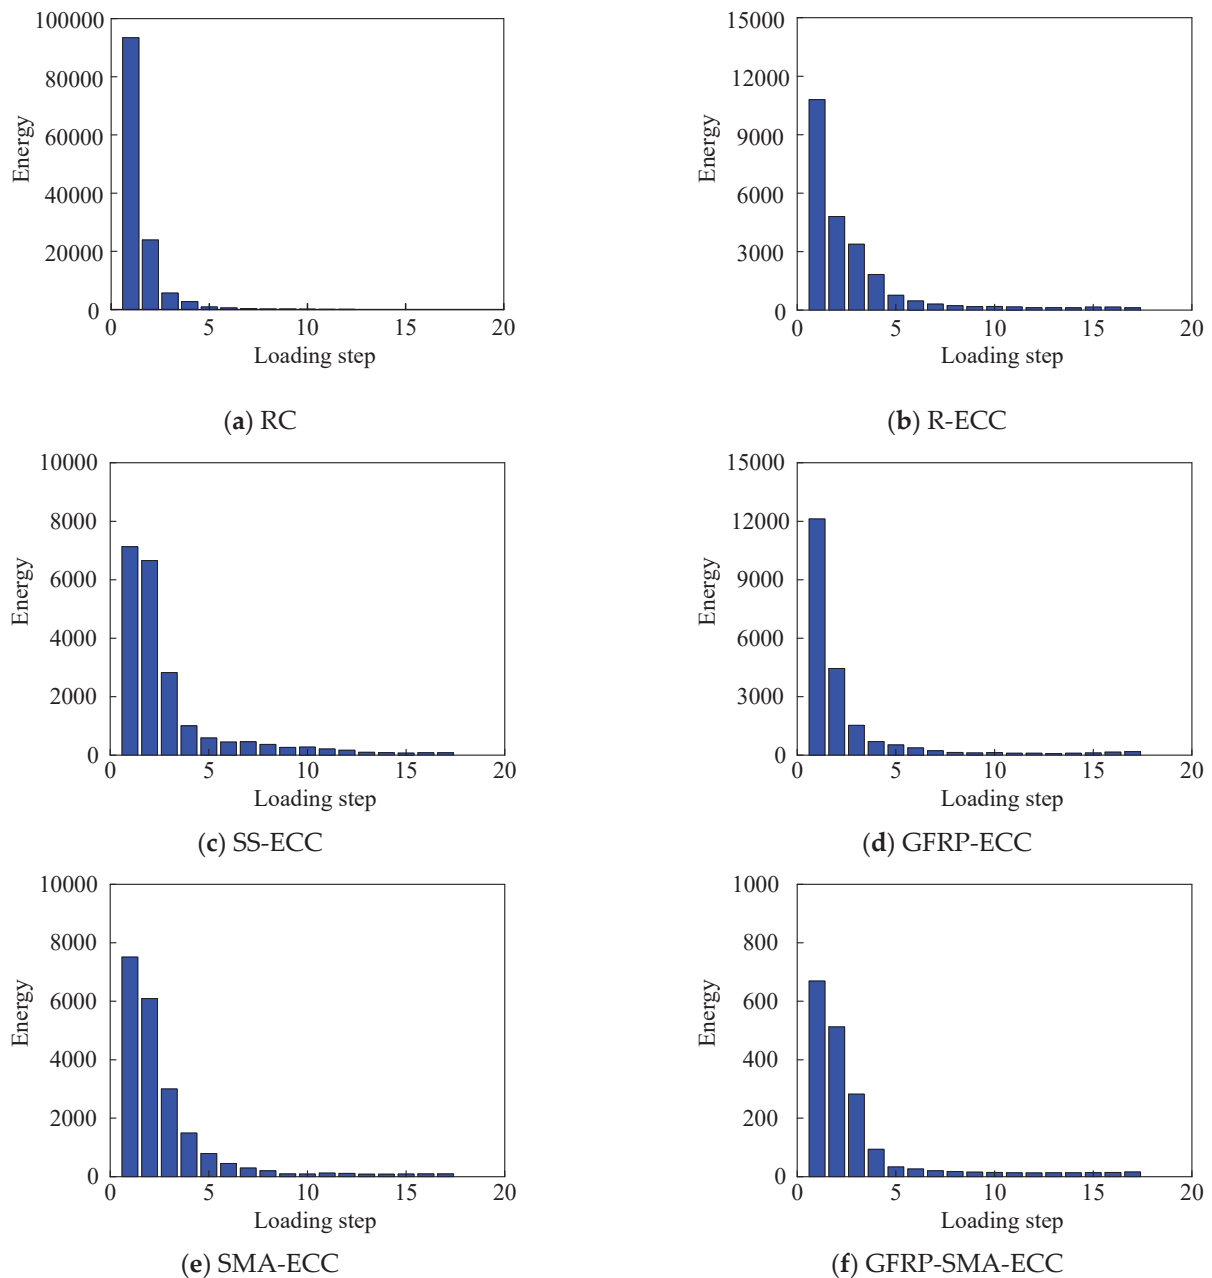 100000
80000
60000
40000
20000
0
Energy
0 5 10 15 20
Loading step
(a) RC
15000
12000
9000
6000
3000
0
Energy
0 5 10 15 20
Loading step
(b) R-ECC
10000
8000
6000
4000
2000
0
Energy
0 5 10 15 20
Loading step
(c) SS-ECC
15000
12000
9000
6000
3000
0
Energy
0 5 10 15 20
Loading step
(d) GFRP-ECC
10000
8000
6000
4000
2000
0
Energy
0 5 10 15 20
Loading step
(e) SMA-ECC
1000
800
600
400
200
0
Energy
0 5 10 15 20
Loading step
(f) GFRP-SMA-ECC